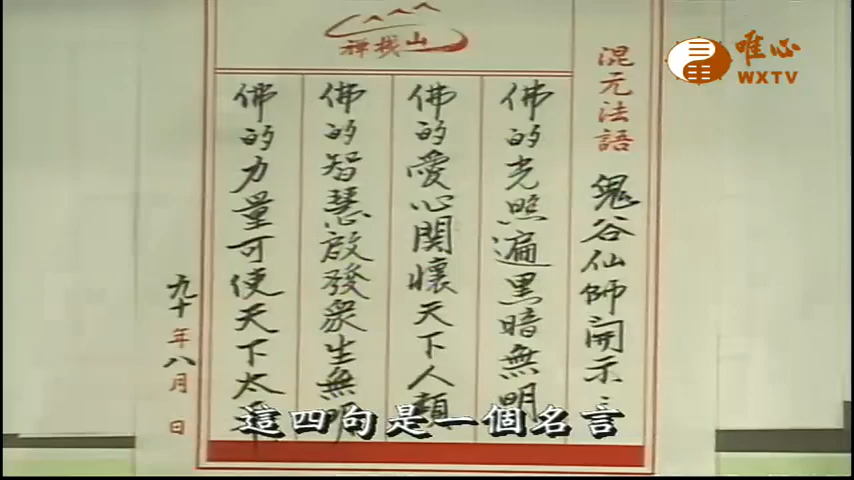 禪機山
唯心
WXTV
混元法語
鬼谷仙師開示
佛的光照遍黑暗無明
佛的愛心關懷天下人類
佛的智慧啟發眾生無明
佛的力量可使天下太
九十年八月 日
這四句是一個名言